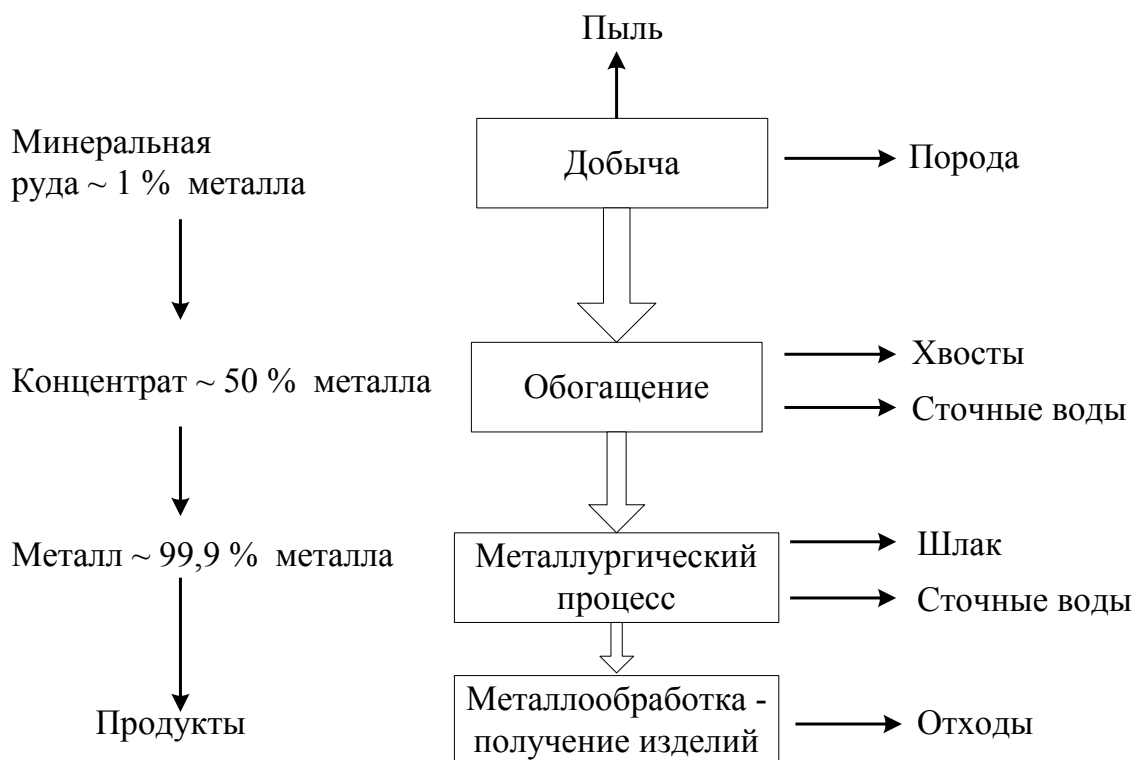 Пыль
Минеральная
руда ~ 1 % металла
Добыча
Порода
Концентрат ~ 50 % металла
Обогащение
Хвосты
Сточные воды
Металл ~ 99,9 % металла
Металлургический
процесс
Шлак
Сточные воды
Продукты
Металлообработка -
получение изделий
Отходы